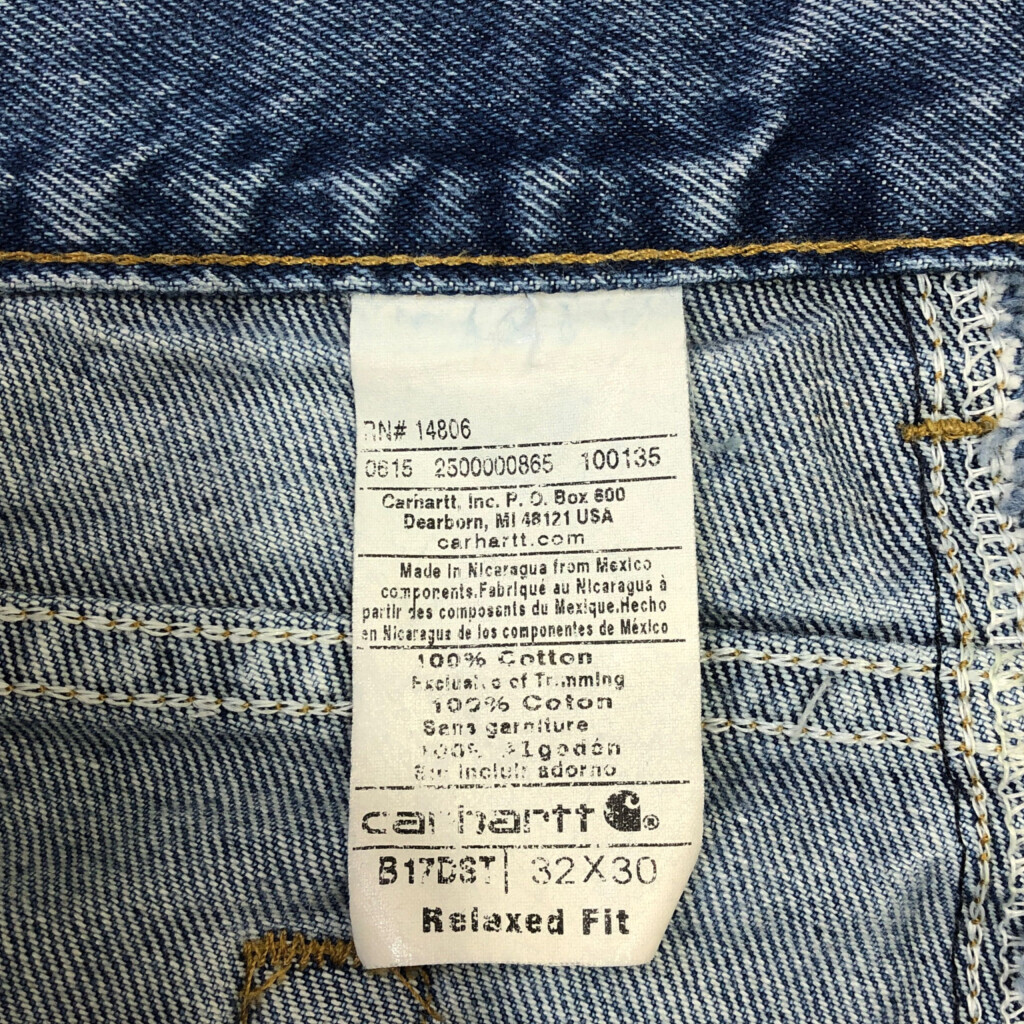 RN# 14806
0615 2500000865 100135
Carhartt, Inc. P. O. Box 600
Dearborn, MI 48121 USA
carhartt.com
Made in Nicaragua from Mexico
components.Fabriqué au Nicaragua à
partir des composants du Mexique.Hecho
en Nicaragua de los componentes de México
100% Cotton
Exclusive of Trimming
100% Coton
Sans garniture
100% Algodón
Sin incluir adorno
carhartt®
B17DST | 32X30
Relaxed Fit